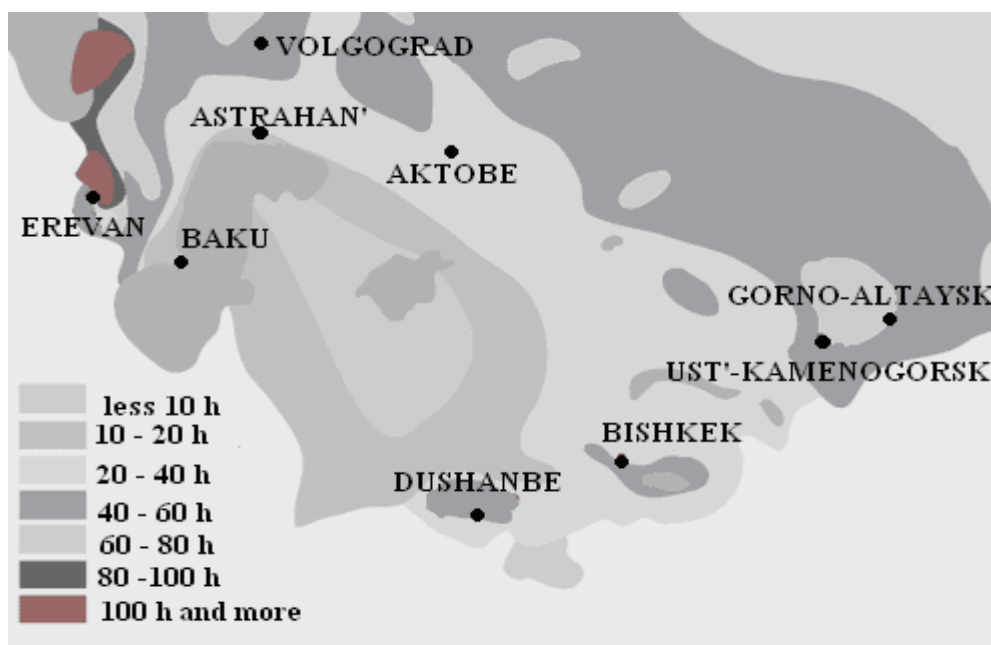 VOLGOGRAD
ASTRAHAN'
AKTOBE
EREVAN
BAKU
GORNO-ALTAYSK
UST'-KAMENOGORSK
BISHKEK
DUSHANBE
less 10 h
10 - 20 h
20 - 40 h
40 - 60 h
60 - 80 h
80 -100 h
100 h and more